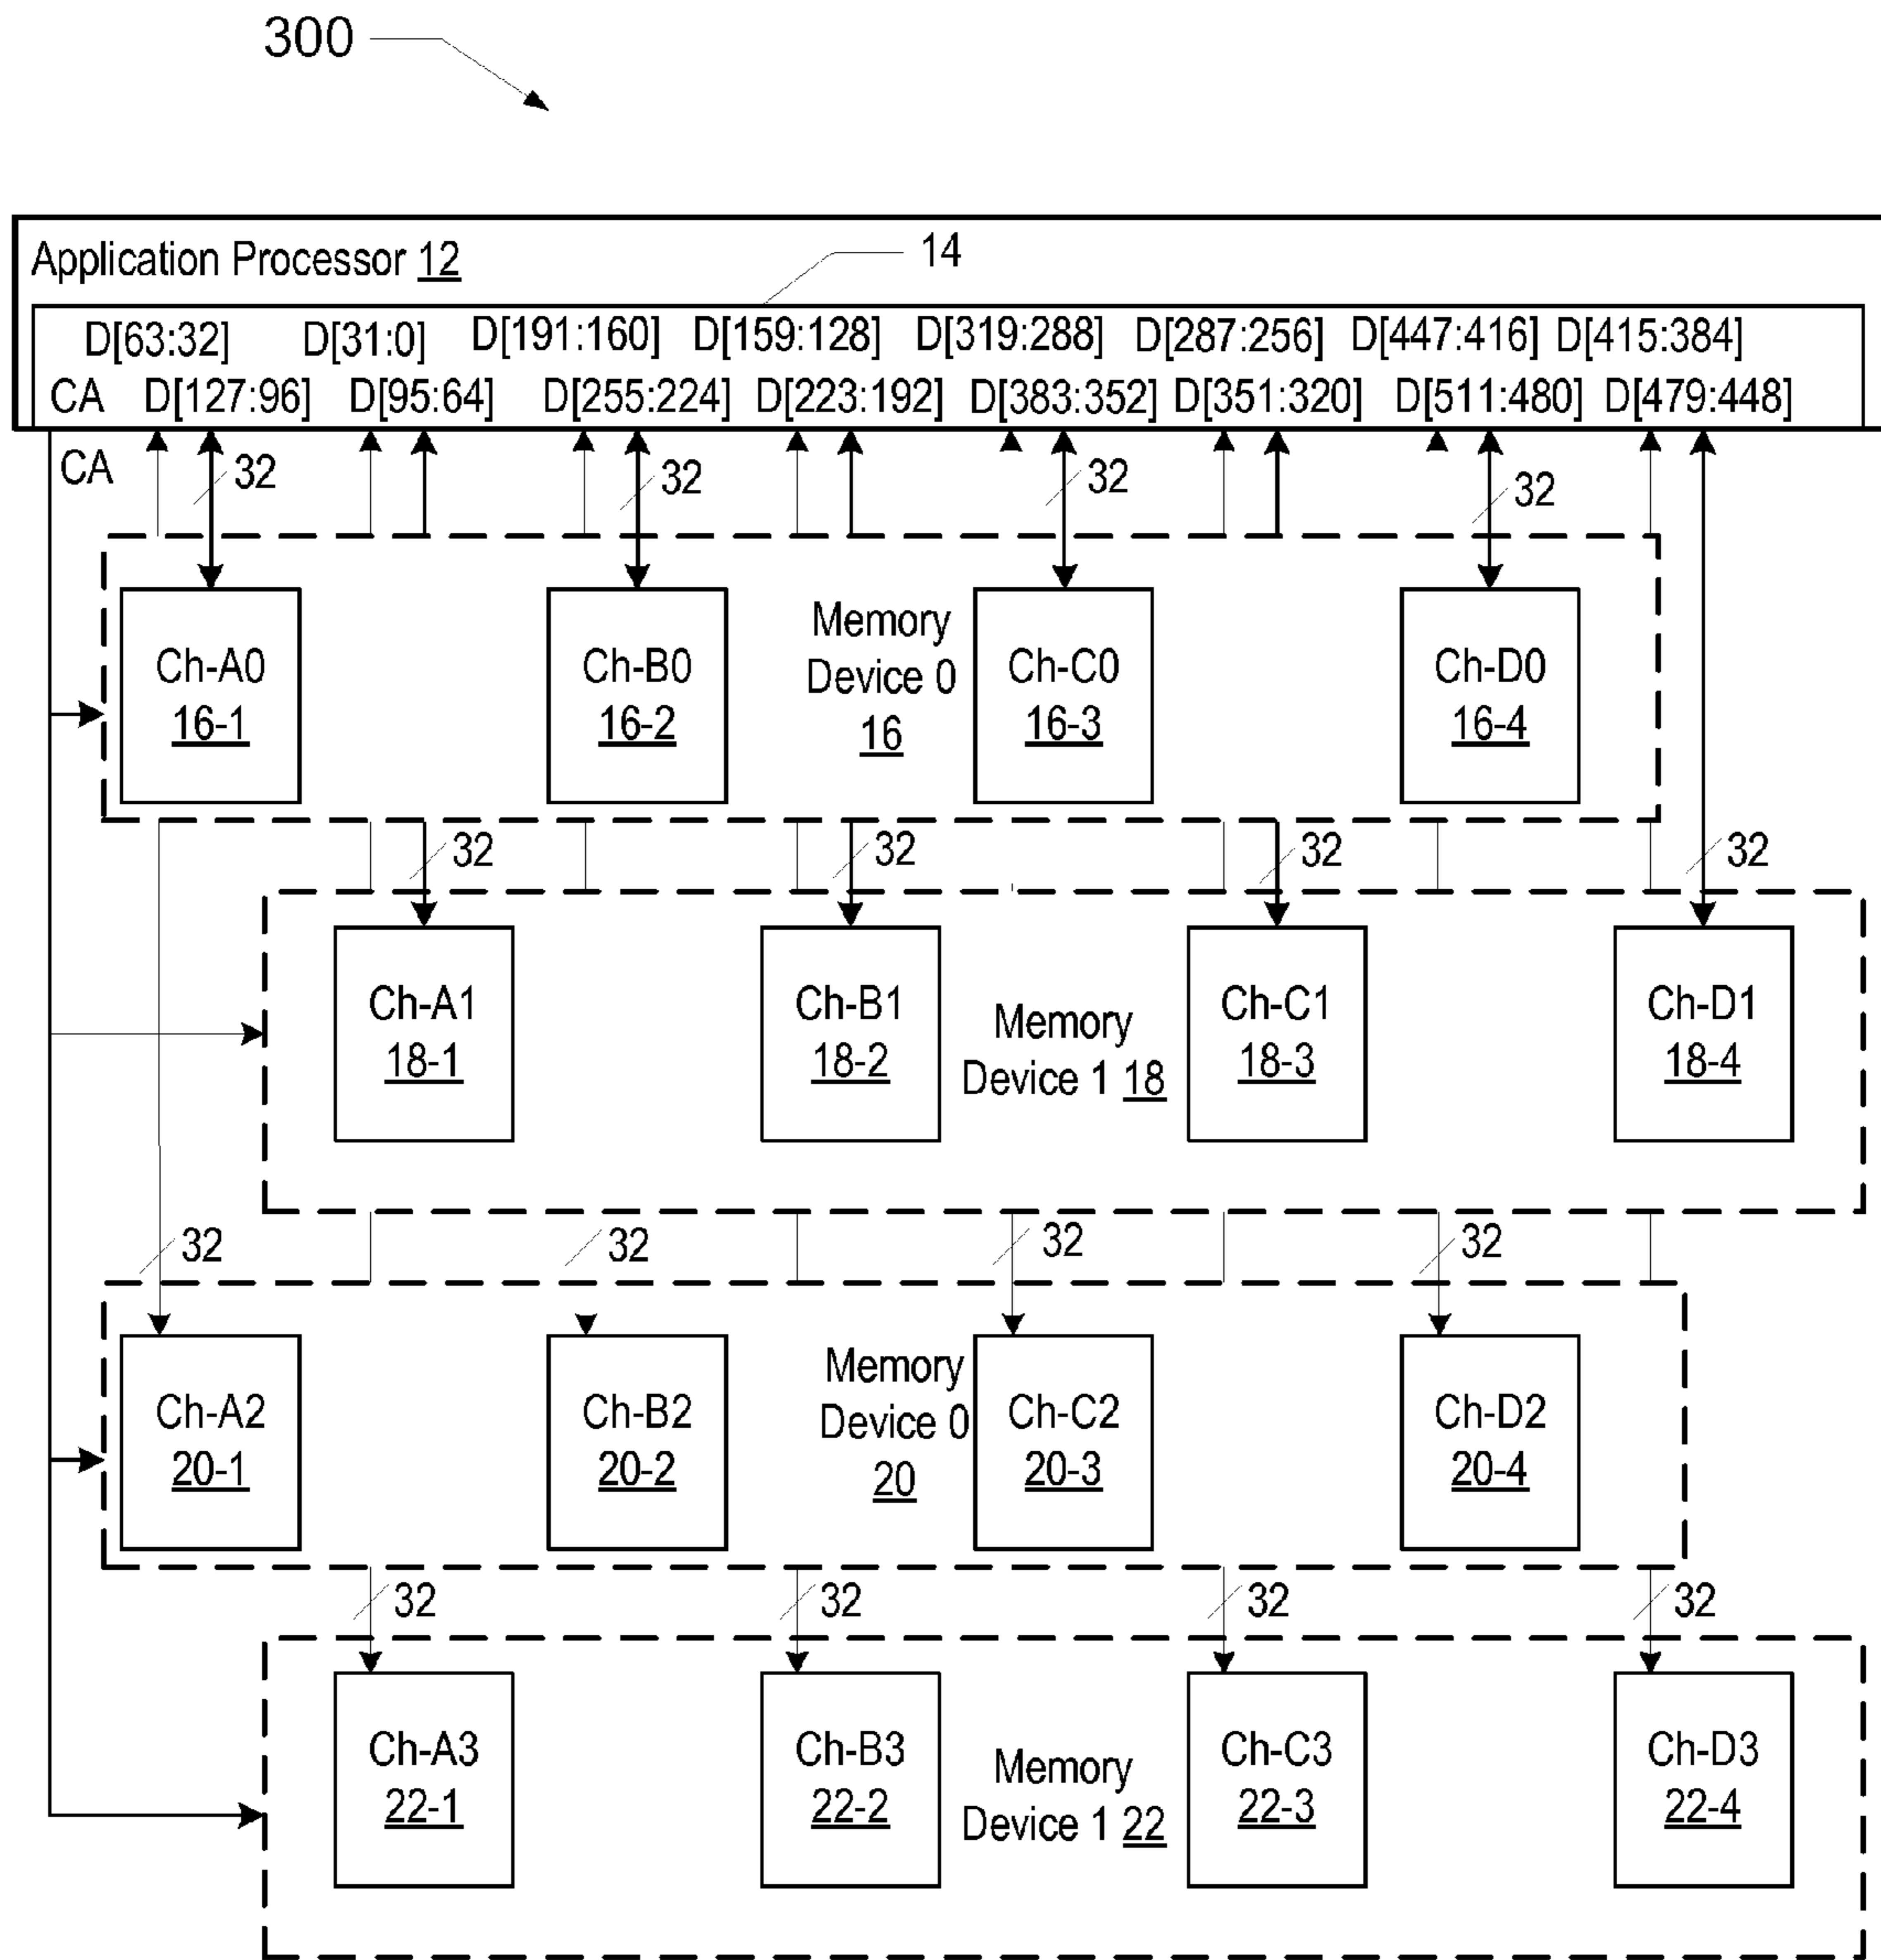 300
Application Processor 12
14
D[63:32] D[31:0] D[191:160] D[159:128] D[319:288] D[287:256] D[447:416] D[415:384]
CA D[127:96] D[95:64] D[255:224] D[223:192] D[383:352] D[351:320] D[511:480] D[479:448]
CA
32 32 32 32
Ch-A0
16-1
Ch-B0
16-2
Memory
Device 0
16
Ch-C0
16-3
Ch-D0
16-4
32 32 32 32
Ch-A1
18-1
Ch-B1
18-2
Memory
Device 1 18
Ch-C1
18-3
Ch-D1
18-4
32 32 32 32
Ch-A2
20-1
Ch-B2
20-2
Memory
Device 0
20
Ch-C2
20-3
Ch-D2
20-4
32 32 32 32
Ch-A3
22-1
Ch-B3
22-2
Memory
Device 1 22
Ch-C3
22-3
Ch-D3
22-4